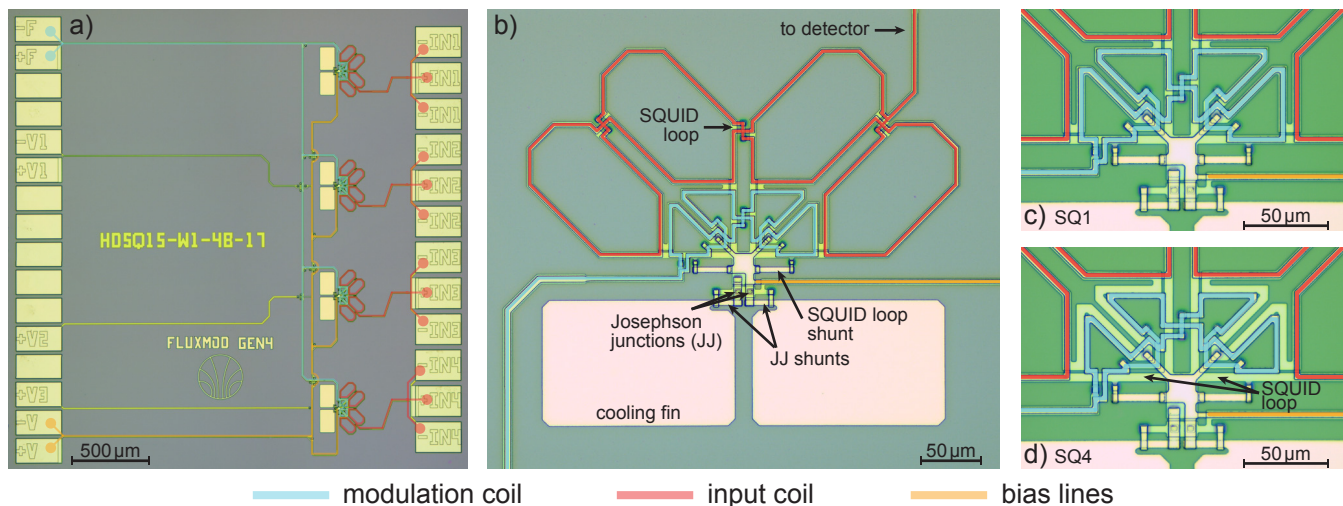 a)
-F
+F
-V1
+V1
+V2
+V3
-V
+V
HDSQ15-W1-4B-17
FLUXMOD GEN4
-IN1
IN1
-IN1
IN2
IN2
-IN2
IN3
IN3
-IN3
-IN4
-IN4
-IN4
500 µm
b)
to detector
SQUID
loop
Josephson
junctions (JJ)
SQUID loop
shunt
JJ shunts
cooling fin
50 µm
c) SQ1
50 µm
SQUID
loop
d) SQ4
50 µm
modulation coil
input coil
bias lines